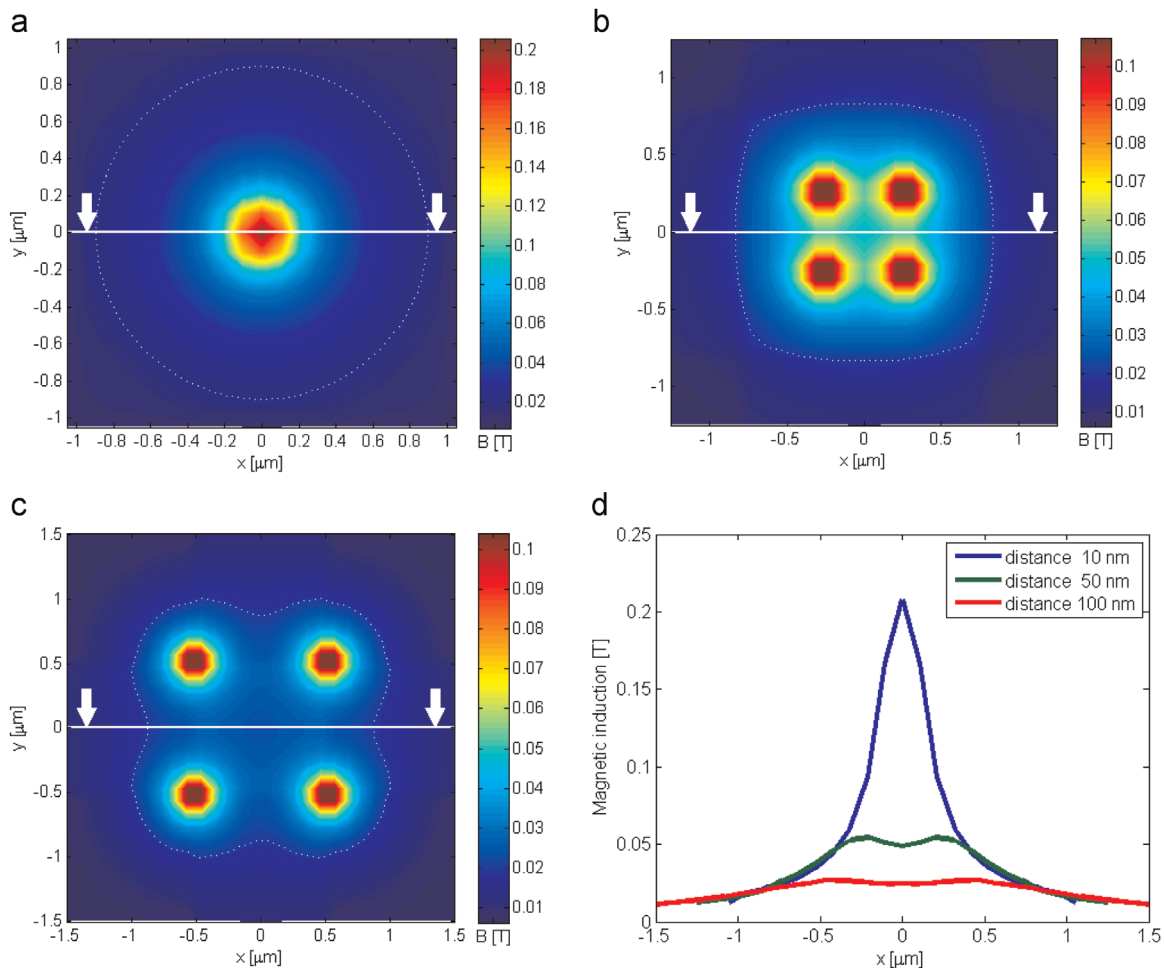 a
1
0.8
0.6
0.4
0.2
0
-0.2
-0.4
-0.6
-0.8
-1
y [μm]
-1 -0.8 -0.6 -0.4 -0.2 0 0.2 0.4 0.6 0.8 1
x [μm]
0.2
0.18
0.16
0.14
0.12
0.1
0.08
0.06
0.04
0.02
B [T]
b
1
0.5
0
-0.5
-1
y [μm]
-1 -0.5 0 0.5 1
x [μm]
0.1
0.09
0.08
0.07
0.06
0.05
0.04
0.03
0.02
0.01
B [T]
c
1.5
1
0.5
0
-0.5
-1
-1.5
y [μm]
-1.5 -1 -0.5 0 0.5 1 1.5
x [μm]
0.1
0.09
0.08
0.07
0.06
0.05
0.04
0.03
0.02
0.01
B [T]
d
0.25
0.2
0.15
0.1
0.05
0
Magnetic induction [T]
distance 10 nm
distance 50 nm
distance 100 nm
-1.5 -1 -0.5 0 0.5 1 1.5
x [μm]